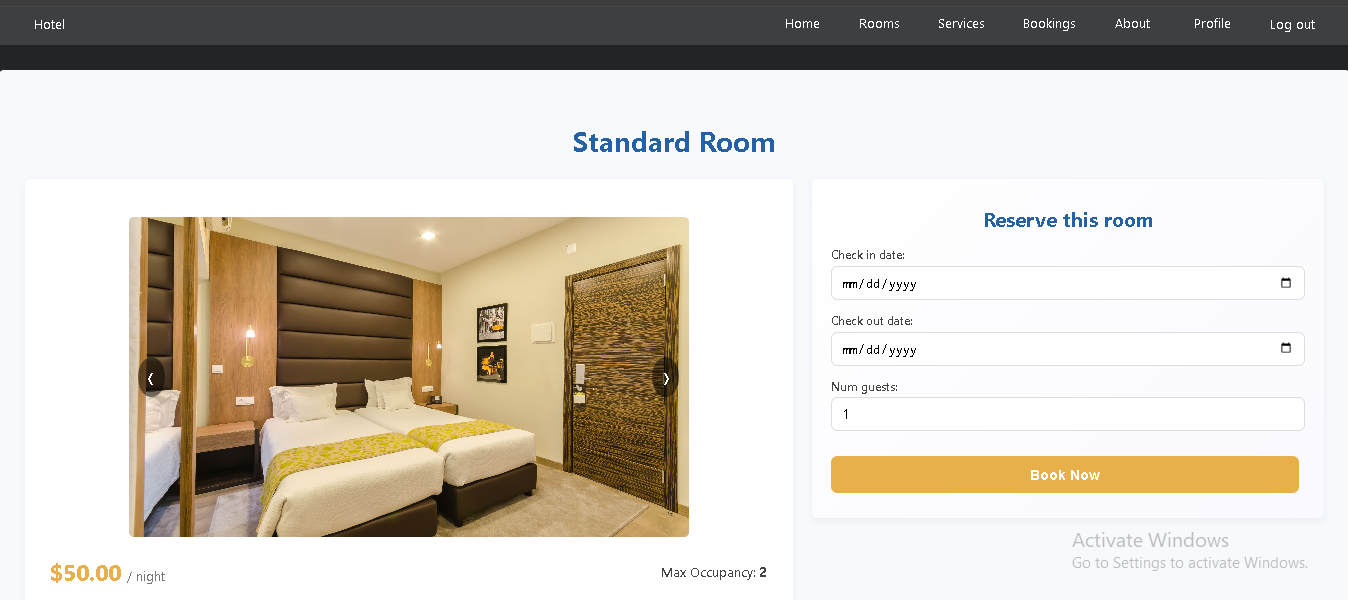 Hotel Home Rooms Services Bookings About Profile Log out
Standard Room
Reserve this room
Check in date:
mm/dd/yyyy
Check out date:
mm/dd/yyyy
Num guests:
1
Book Now
‹ ›
$50.00 / night Max Occupancy: 2
Activate Windows
Go to Settings to activate Windows.